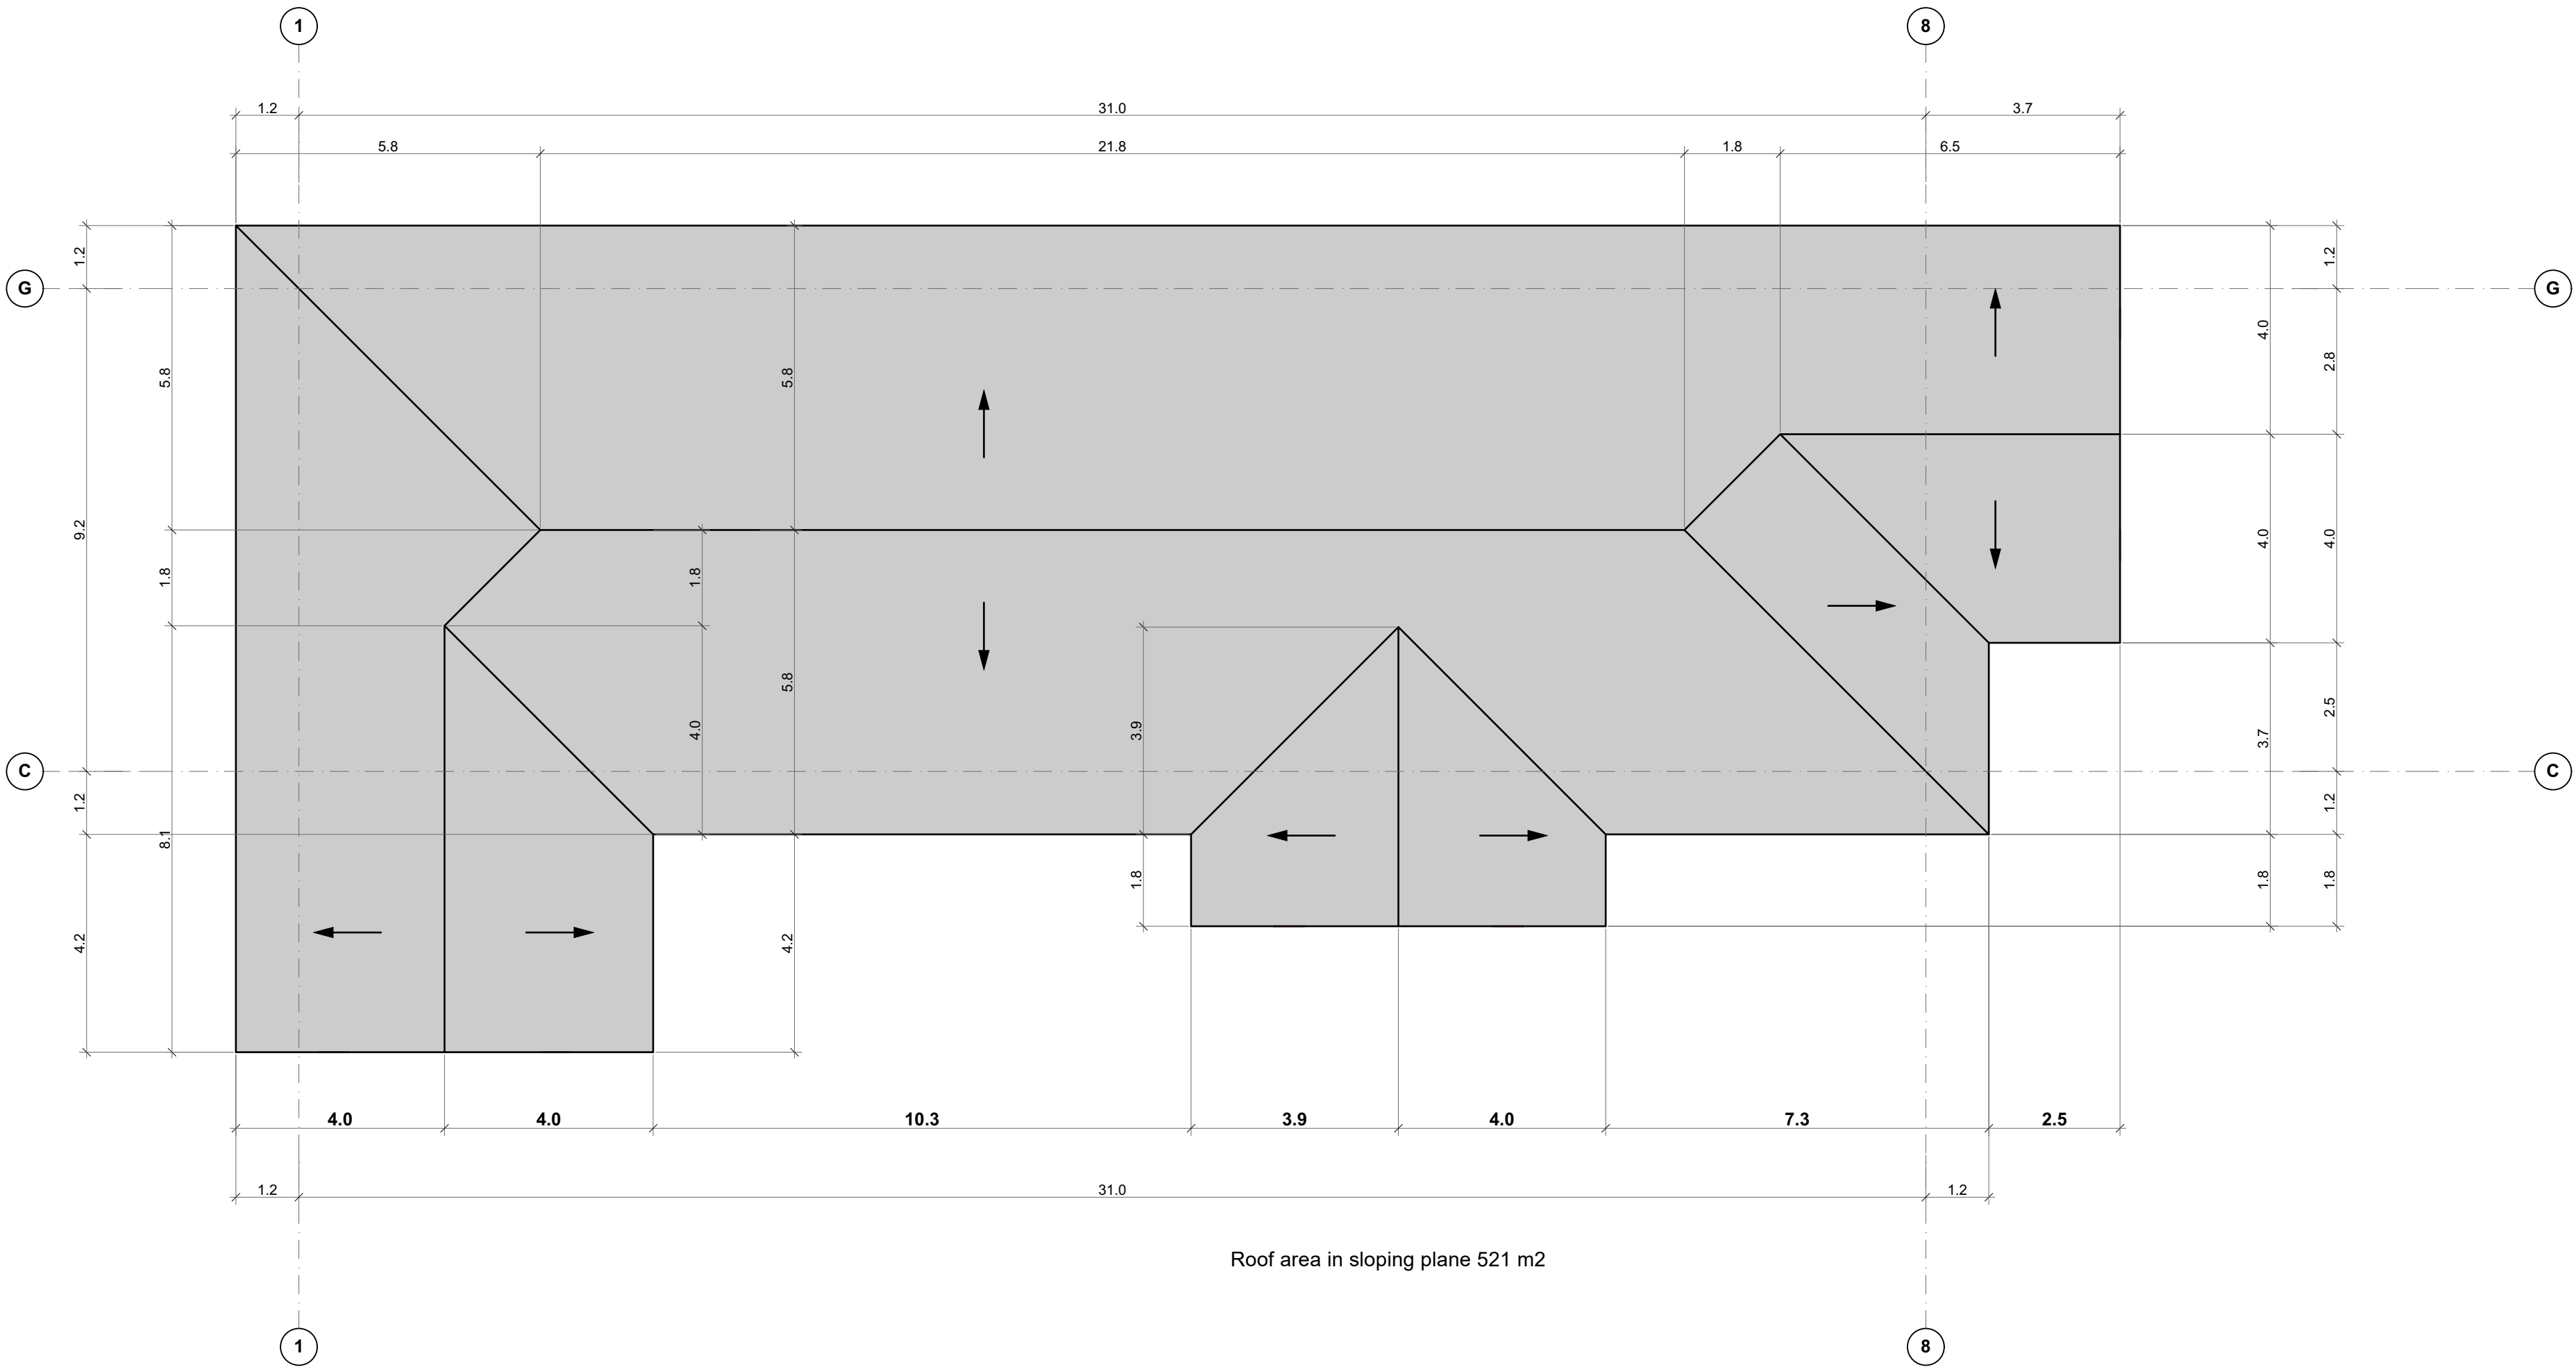 1 8
1.2 31.0 3.7
5.8 21.8 1.8 6.5
1.2 1.2
G G
5.8 5.8 4.0 2.8
9.2 1.8 1.8 4.0 4.0
4.0 5.8 3.9 3.7 2.5
C C
1.2 1.2
8.1 1.8 1.8 1.8
4.2 4.2
4.0 4.0 10.3 3.9 4.0 7.3 2.5
1.2 31.0 1.2
Roof area in sloping plane 521 m2
1 8